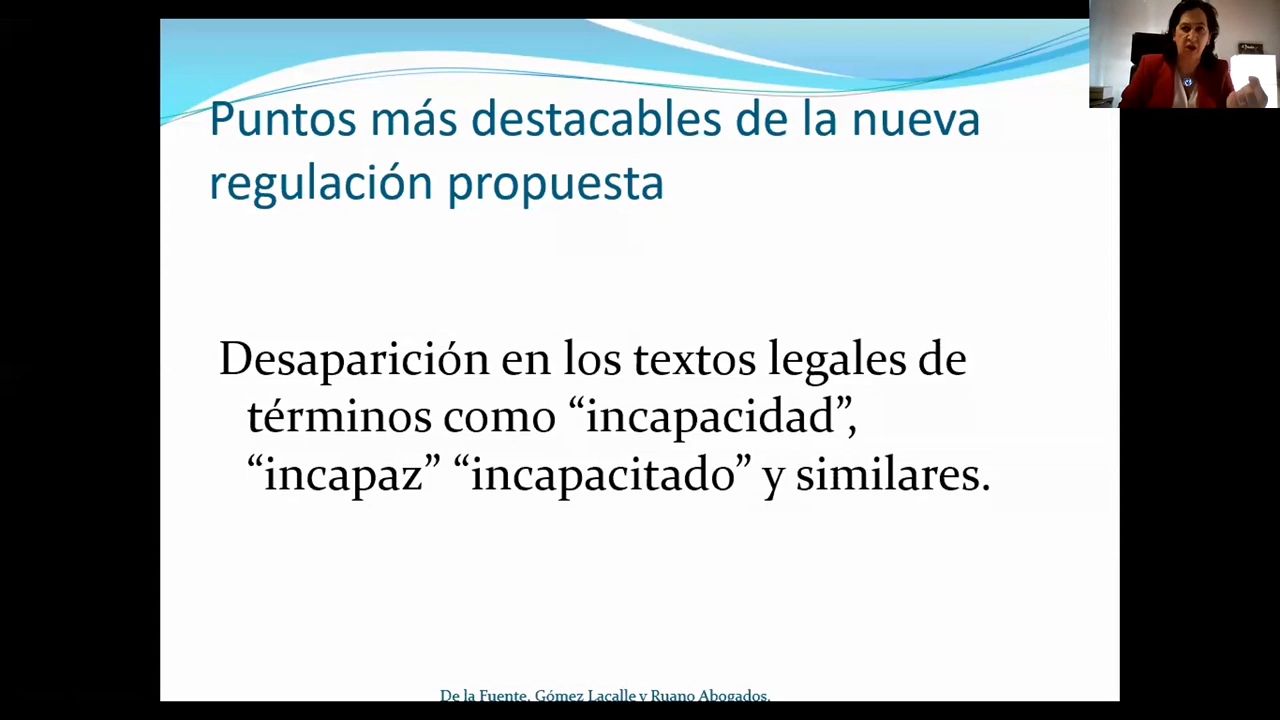 Puntos más destacables de la nueva
regulación propuesta
Desaparición en los textos legales de
términos como “incapacidad”,
“incapaz” “incapacitado” y similares.
De la Fuente, Gómez Lacalle y Ruano Abogados.